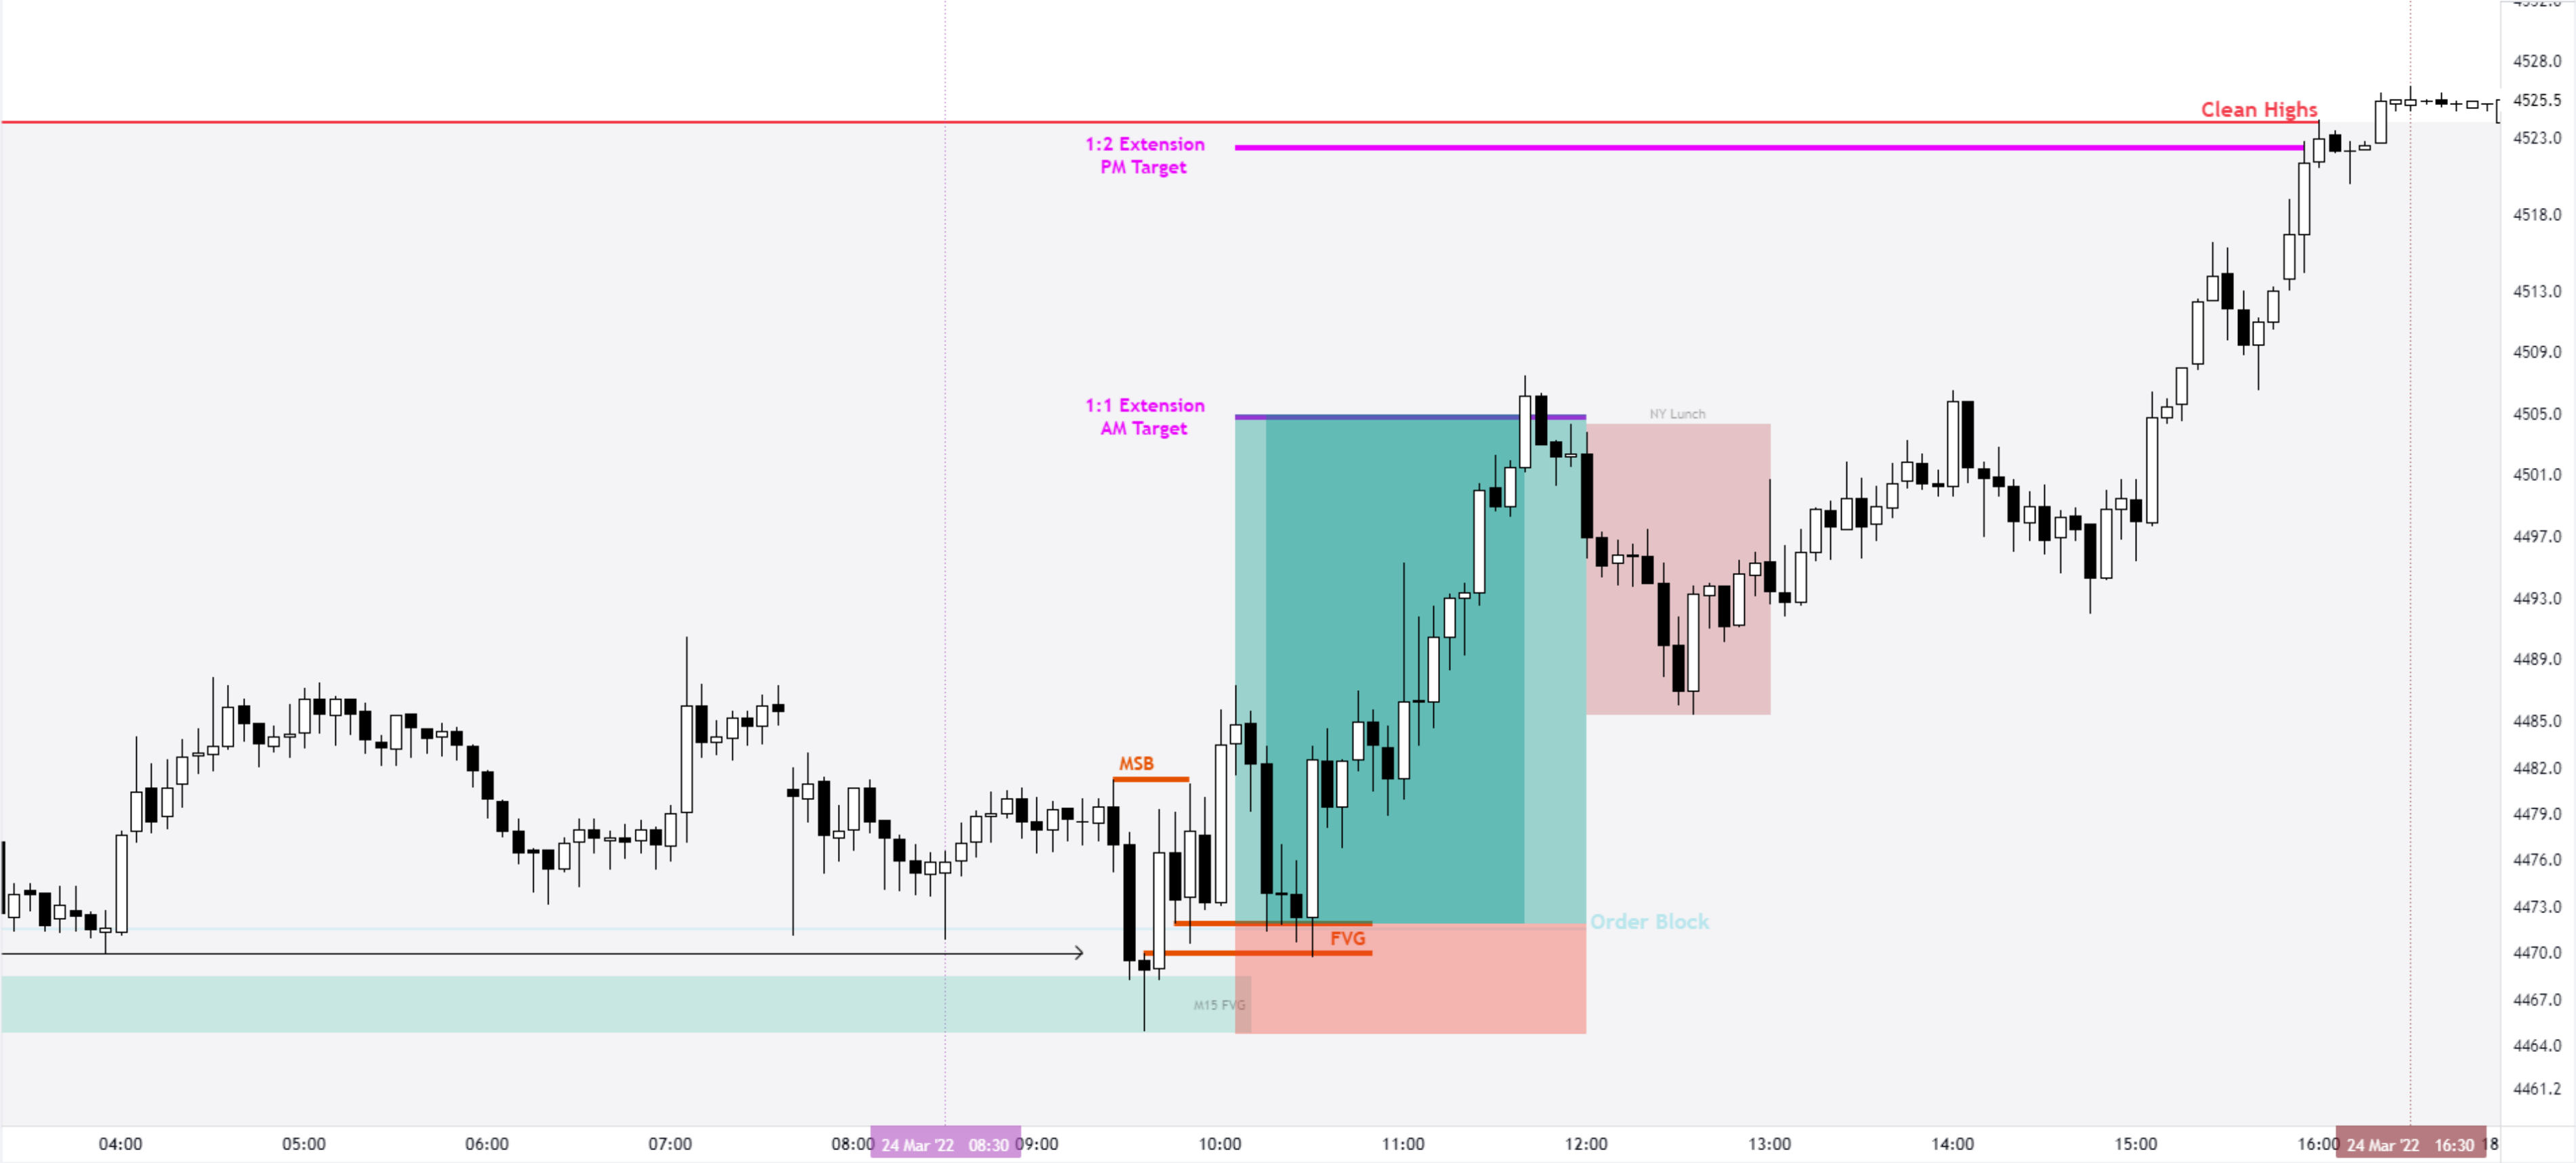 4532.0
4528.0
4525.5
Clean Highs
4523.0
1:2 Extension
PM Target
4518.0
4513.0
4509.0
1:1 Extension
AM Target
NY Lunch
4505.0
4501.0
4497.0
4493.0
4489.0
4485.0
MSB
4482.0
4479.0
4476.0
4473.0
Order Block
FVG
4470.0
M15 FVG
4467.0
4464.0
4461.2
04:00 05:00 06:00 07:00 08:00 24 Mar '22 08:30 09:00 10:00 11:00 12:00 13:00 14:00 15:00 16:00 24 Mar '22 16:30 18